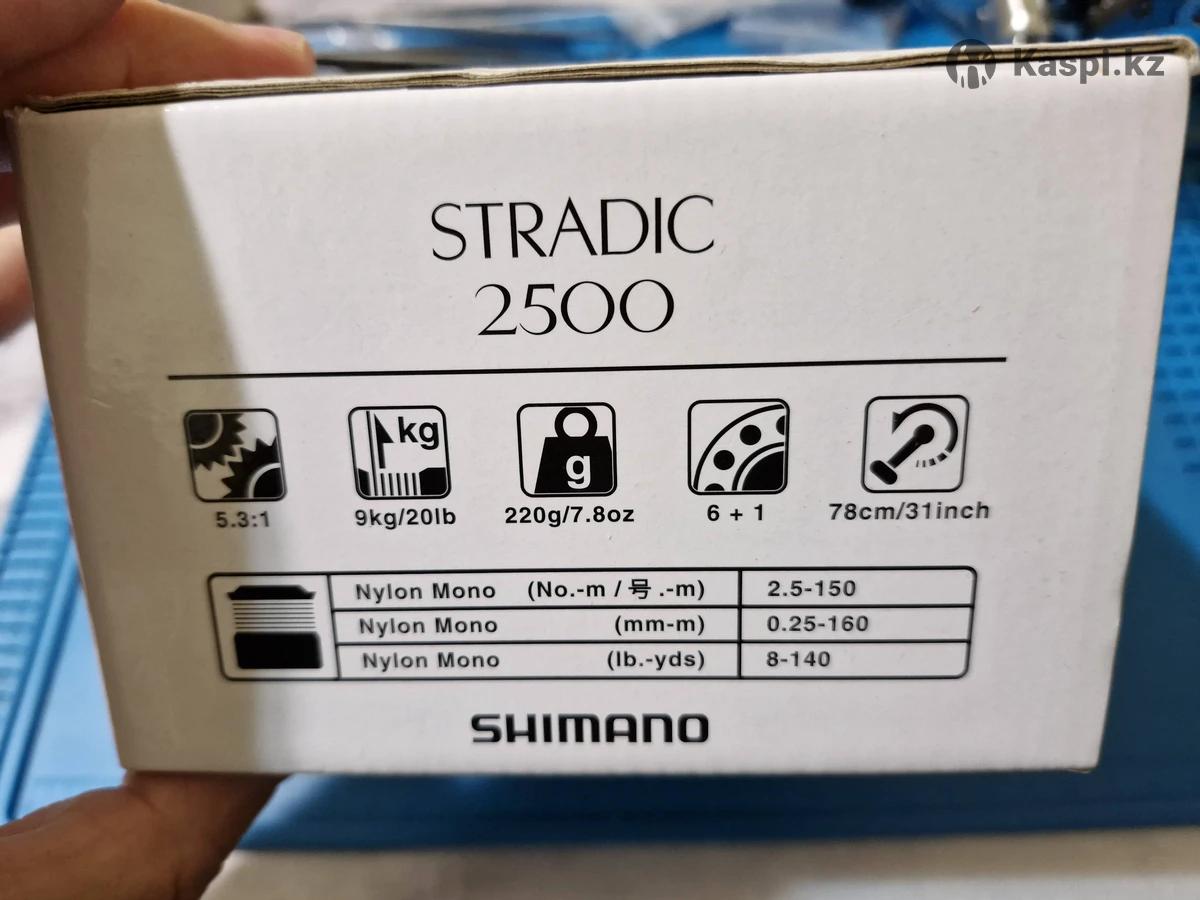 Kaspi.kz
STRADIC
2500
kg
g
5.3:1
9kg/20lb
220g/7.8oz
6 + 1
78cm/31inch
Nylon Mono (No.-m / 号 .-m) 2.5-150
Nylon Mono (mm-m) 0.25-160
Nylon Mono (lb.-yds) 8-140
SHIMANO